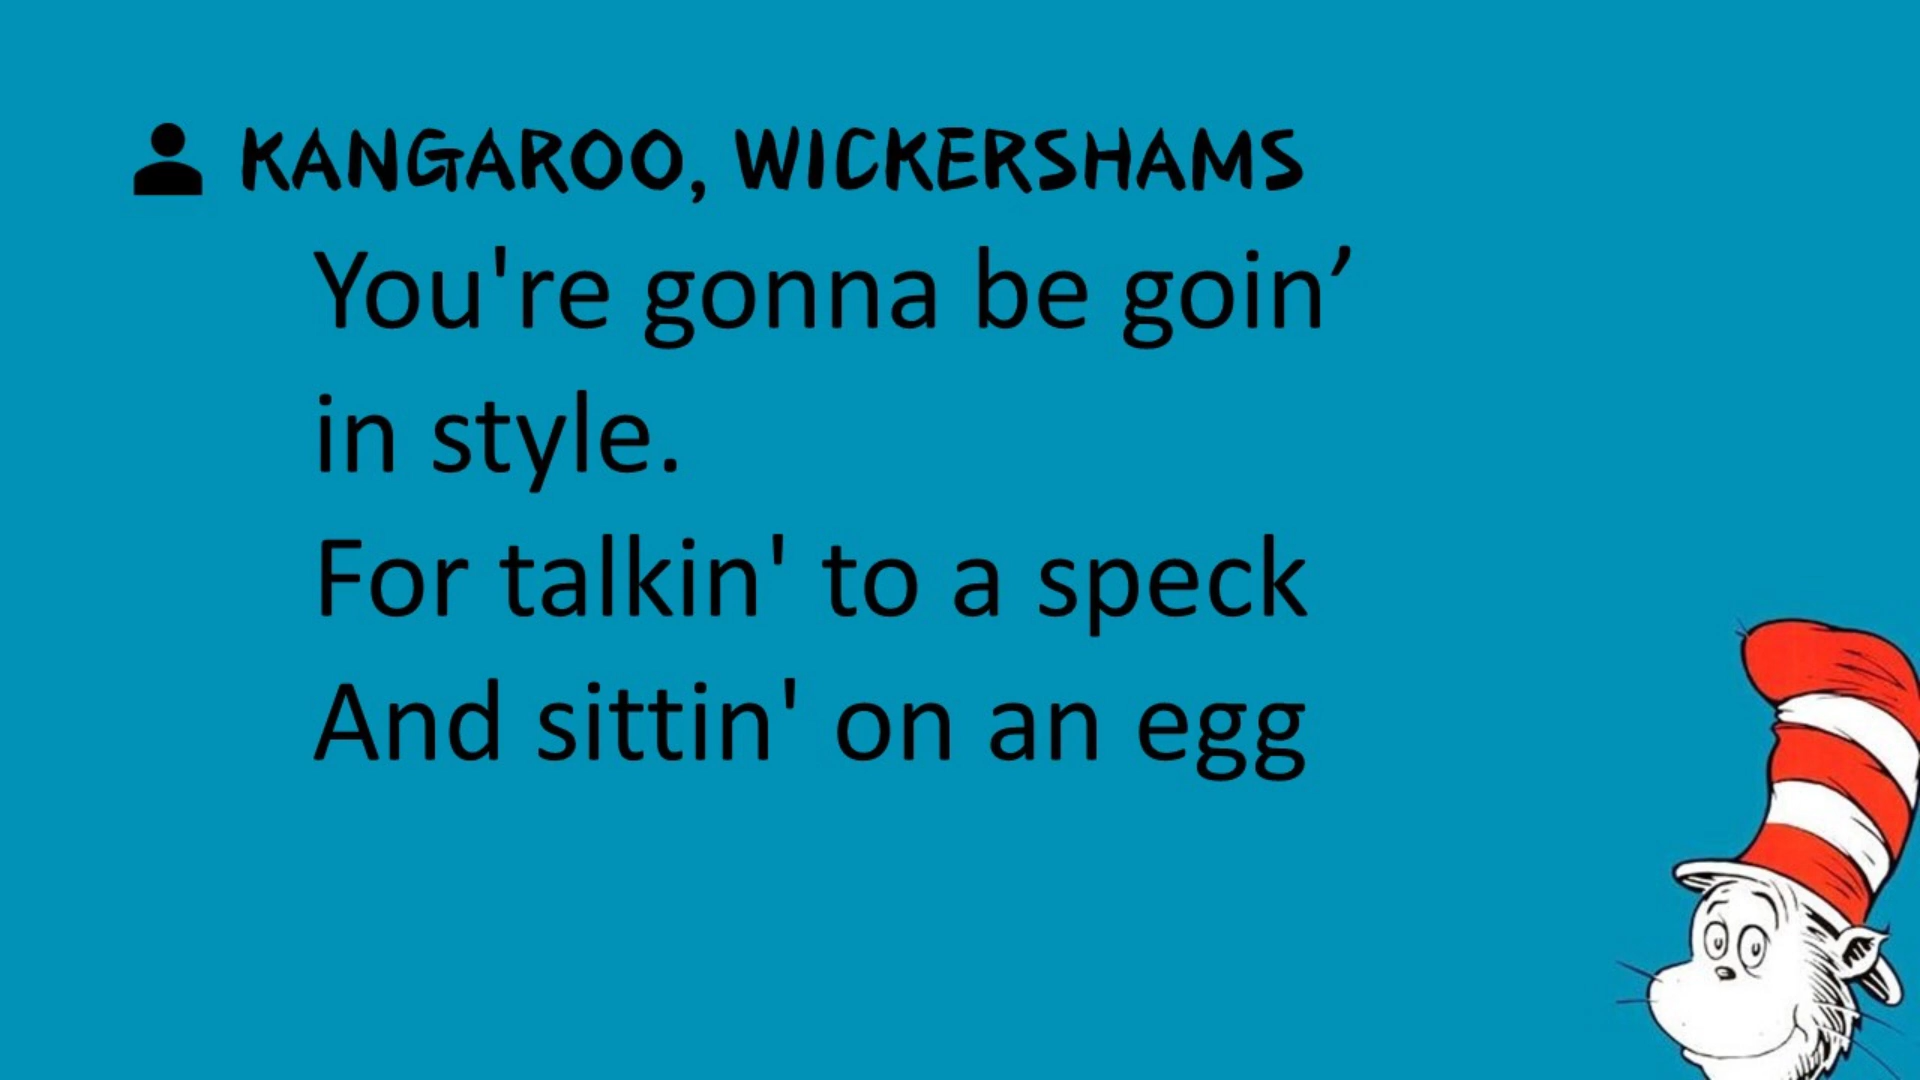 KANGAROO, WICKERSHAMS
You're gonna be goin’
in style.
For talkin' to a speck
And sittin' on an egg